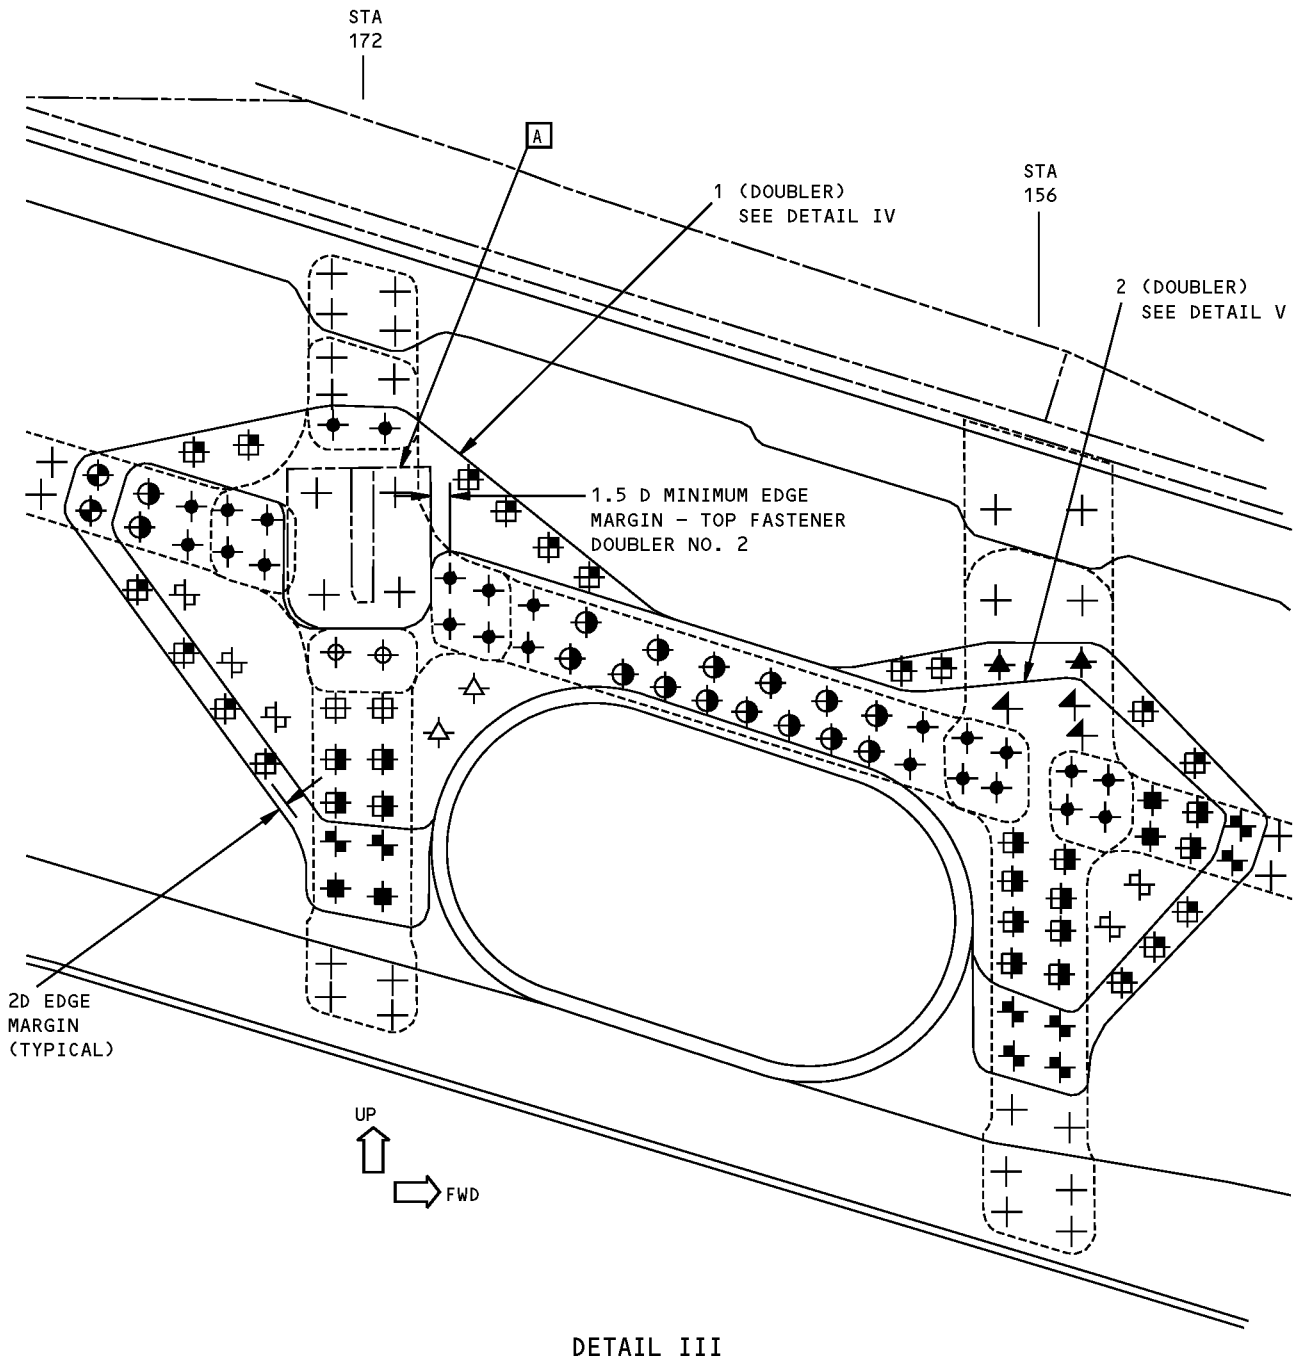 STA
172
A
1 (DOUBLER)
SEE DETAIL IV
STA
156
2 (DOUBLER)
SEE DETAIL V
1.5 D MINIMUM EDGE
MARGIN – TOP FASTENER
DOUBLER NO. 2
2D EDGE
MARGIN
(TYPICAL)
UP
FWD
DETAIL III